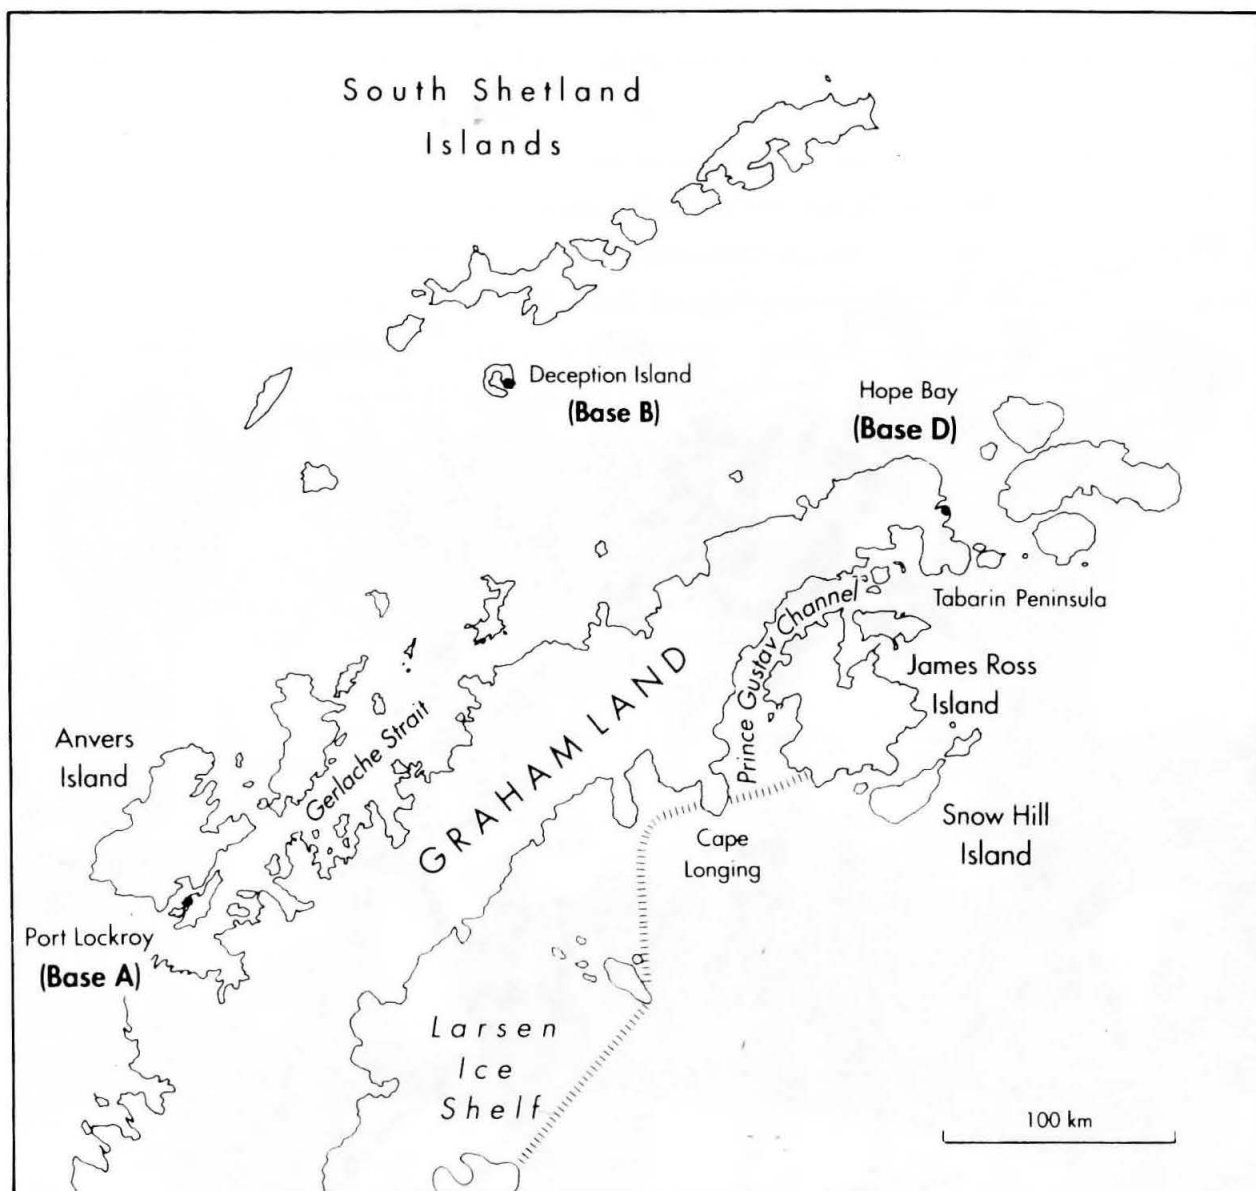 South Shetland
Islands
Deception Island
(Base B)
Hope Bay
(Base D)
Tabarin Peninsula
Prince Gustav Channel
James Ross
Island
GRAHAM LAND
Gerlache Strait
Anvers
Island
Snow Hill
Island
Cape
Longing
Port Lockroy
(Base A)
Larsen
Ice
Shelf
100 km